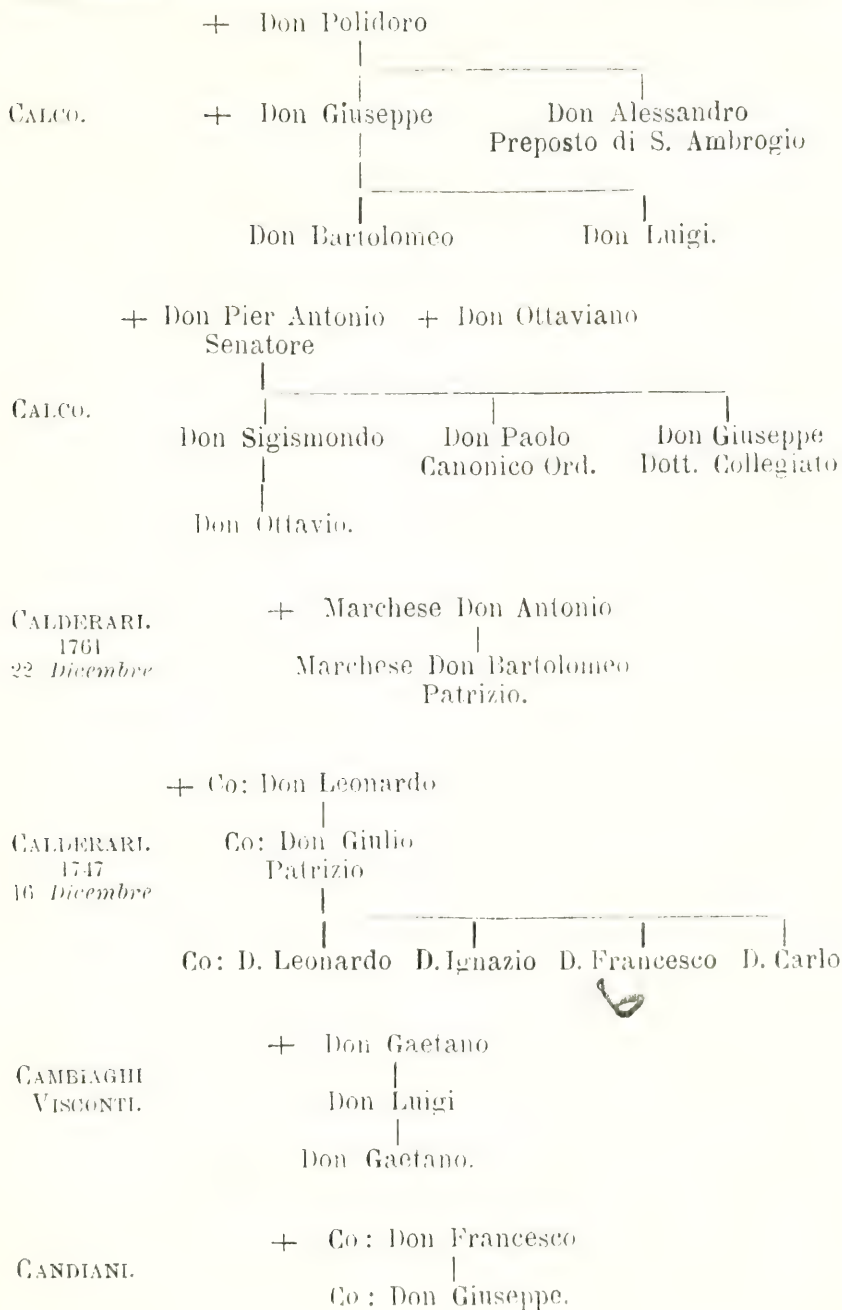 + Don Polidoro
CALCO. + Don Giuseppe Don Alessandro
Preposto di S. Ambrogio
Don Bartolomeo Don Luigi.
+ Don Pier Antonio + Don Ottaviano
Senatore
CALCO.
Don Sigismondo Don Paolo Don Giuseppe
Canonico Ord. Dott. Collegiato
Don Ottavio.
CALDERARI. + Marchese Don Antonio
1761
22 Dicembre Marchese Don Bartolomeo
Patrizio.
+ Co: Don Leonardo
CALDERARI. Co: Don Giulio
1747 Patrizio
16 Dicembre
Co: D. Leonardo D. Ignazio D. Francesco D. Carlo
+ Don Gaetano
CAMBIAGHI
VISCONTI. Don Luigi
Don Gaetano.
+ Co: Don Francesco
CANDIANI.
Co: Don Giuseppe.